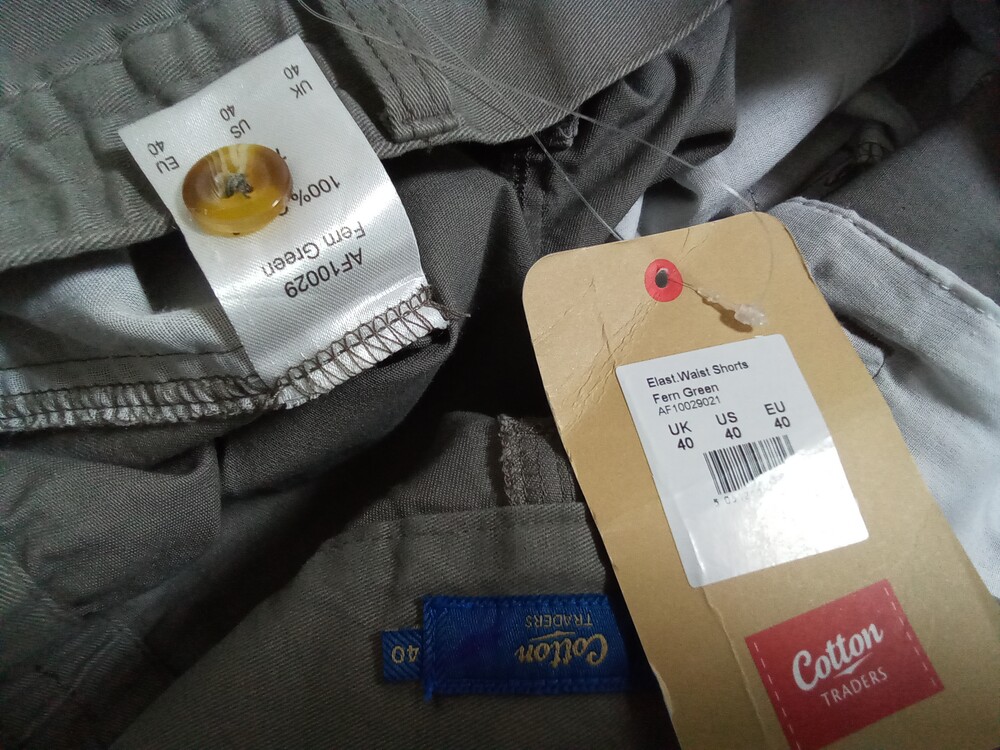 UK US EU
40 40 40
100%
Fern Green
AF10029
Elast.Waist Shorts
Fern Green
AF10029021
UK US EU
40 40 40
Cotton
TRADERS
40
Cotton
TRADERS